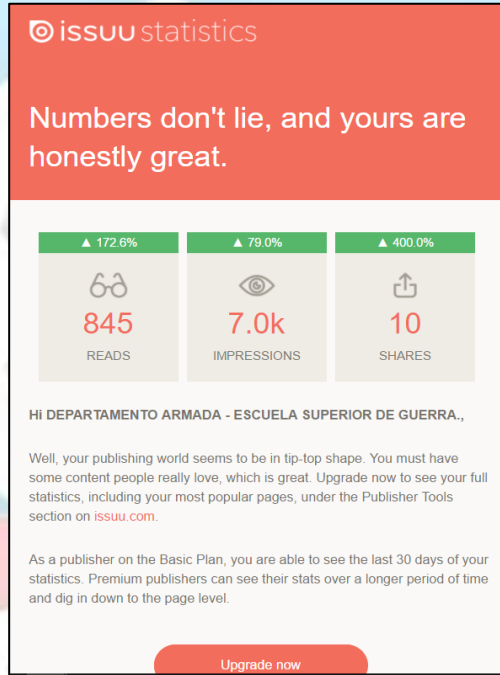 issuu statistics
Numbers don't lie, and yours are
honestly great.
▲ 172.6% ▲ 79.0% ▲ 400.0%
845 7.0k 10
READS IMPRESSIONS SHARES
Hi DEPARTAMENTO ARMADA - ESCUELA SUPERIOR DE GUERRA.,
Well, your publishing world seems to be in tip-top shape. You must have
some content people really love, which is great. Upgrade now to see your full
statistics, including your most popular pages, under the Publisher Tools
section on issuu.com.
As a publisher on the Basic Plan, you are able to see the last 30 days of your
statistics. Premium publishers can see their stats over a longer period of time
and dig in down to the page level.
Upgrade now